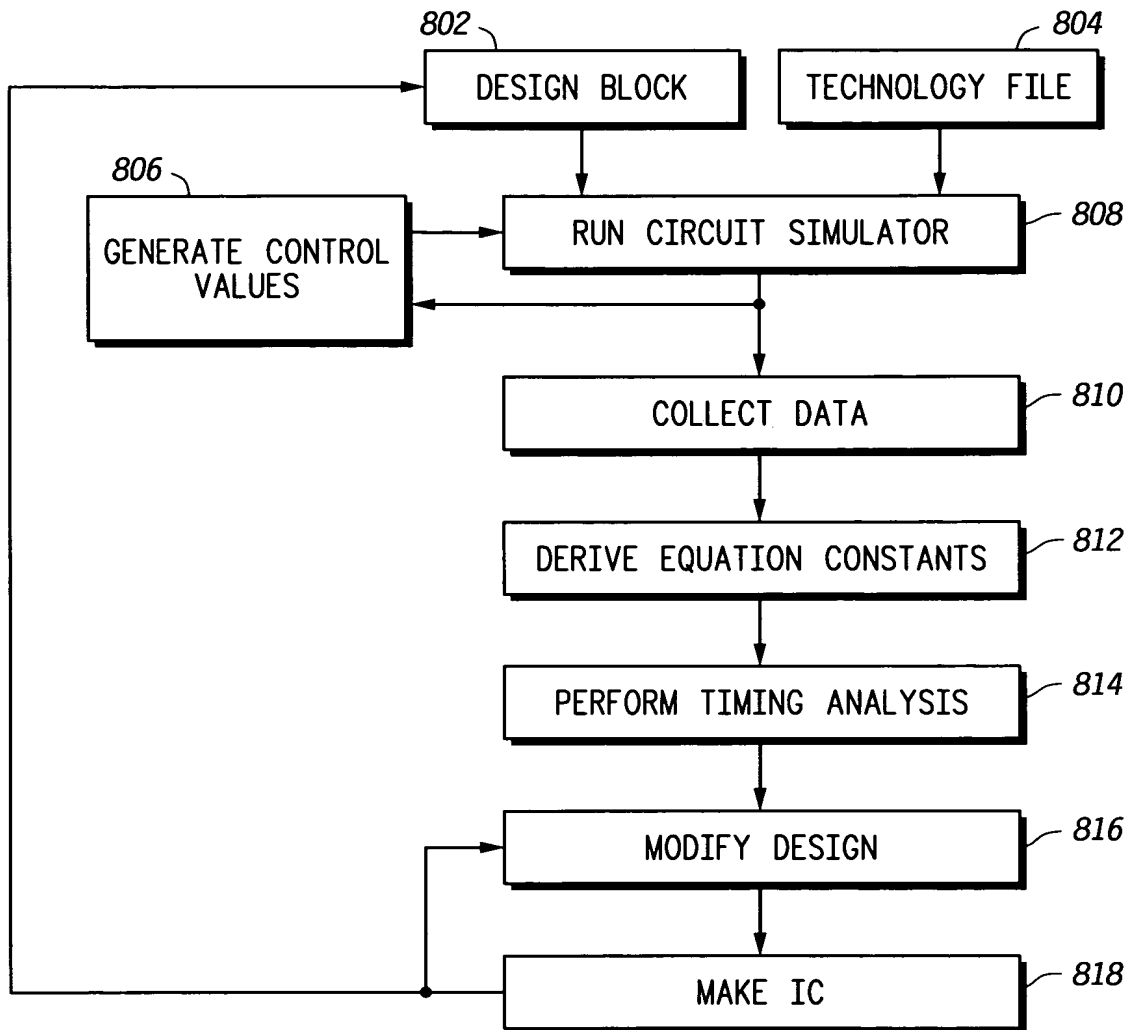 802
DESIGN BLOCK
804
TECHNOLOGY FILE
806
GENERATE CONTROL
VALUES
RUN CIRCUIT SIMULATOR
808
COLLECT DATA
810
DERIVE EQUATION CONSTANTS
812
PERFORM TIMING ANALYSIS
814
MODIFY DESIGN
816
MAKE IC
818